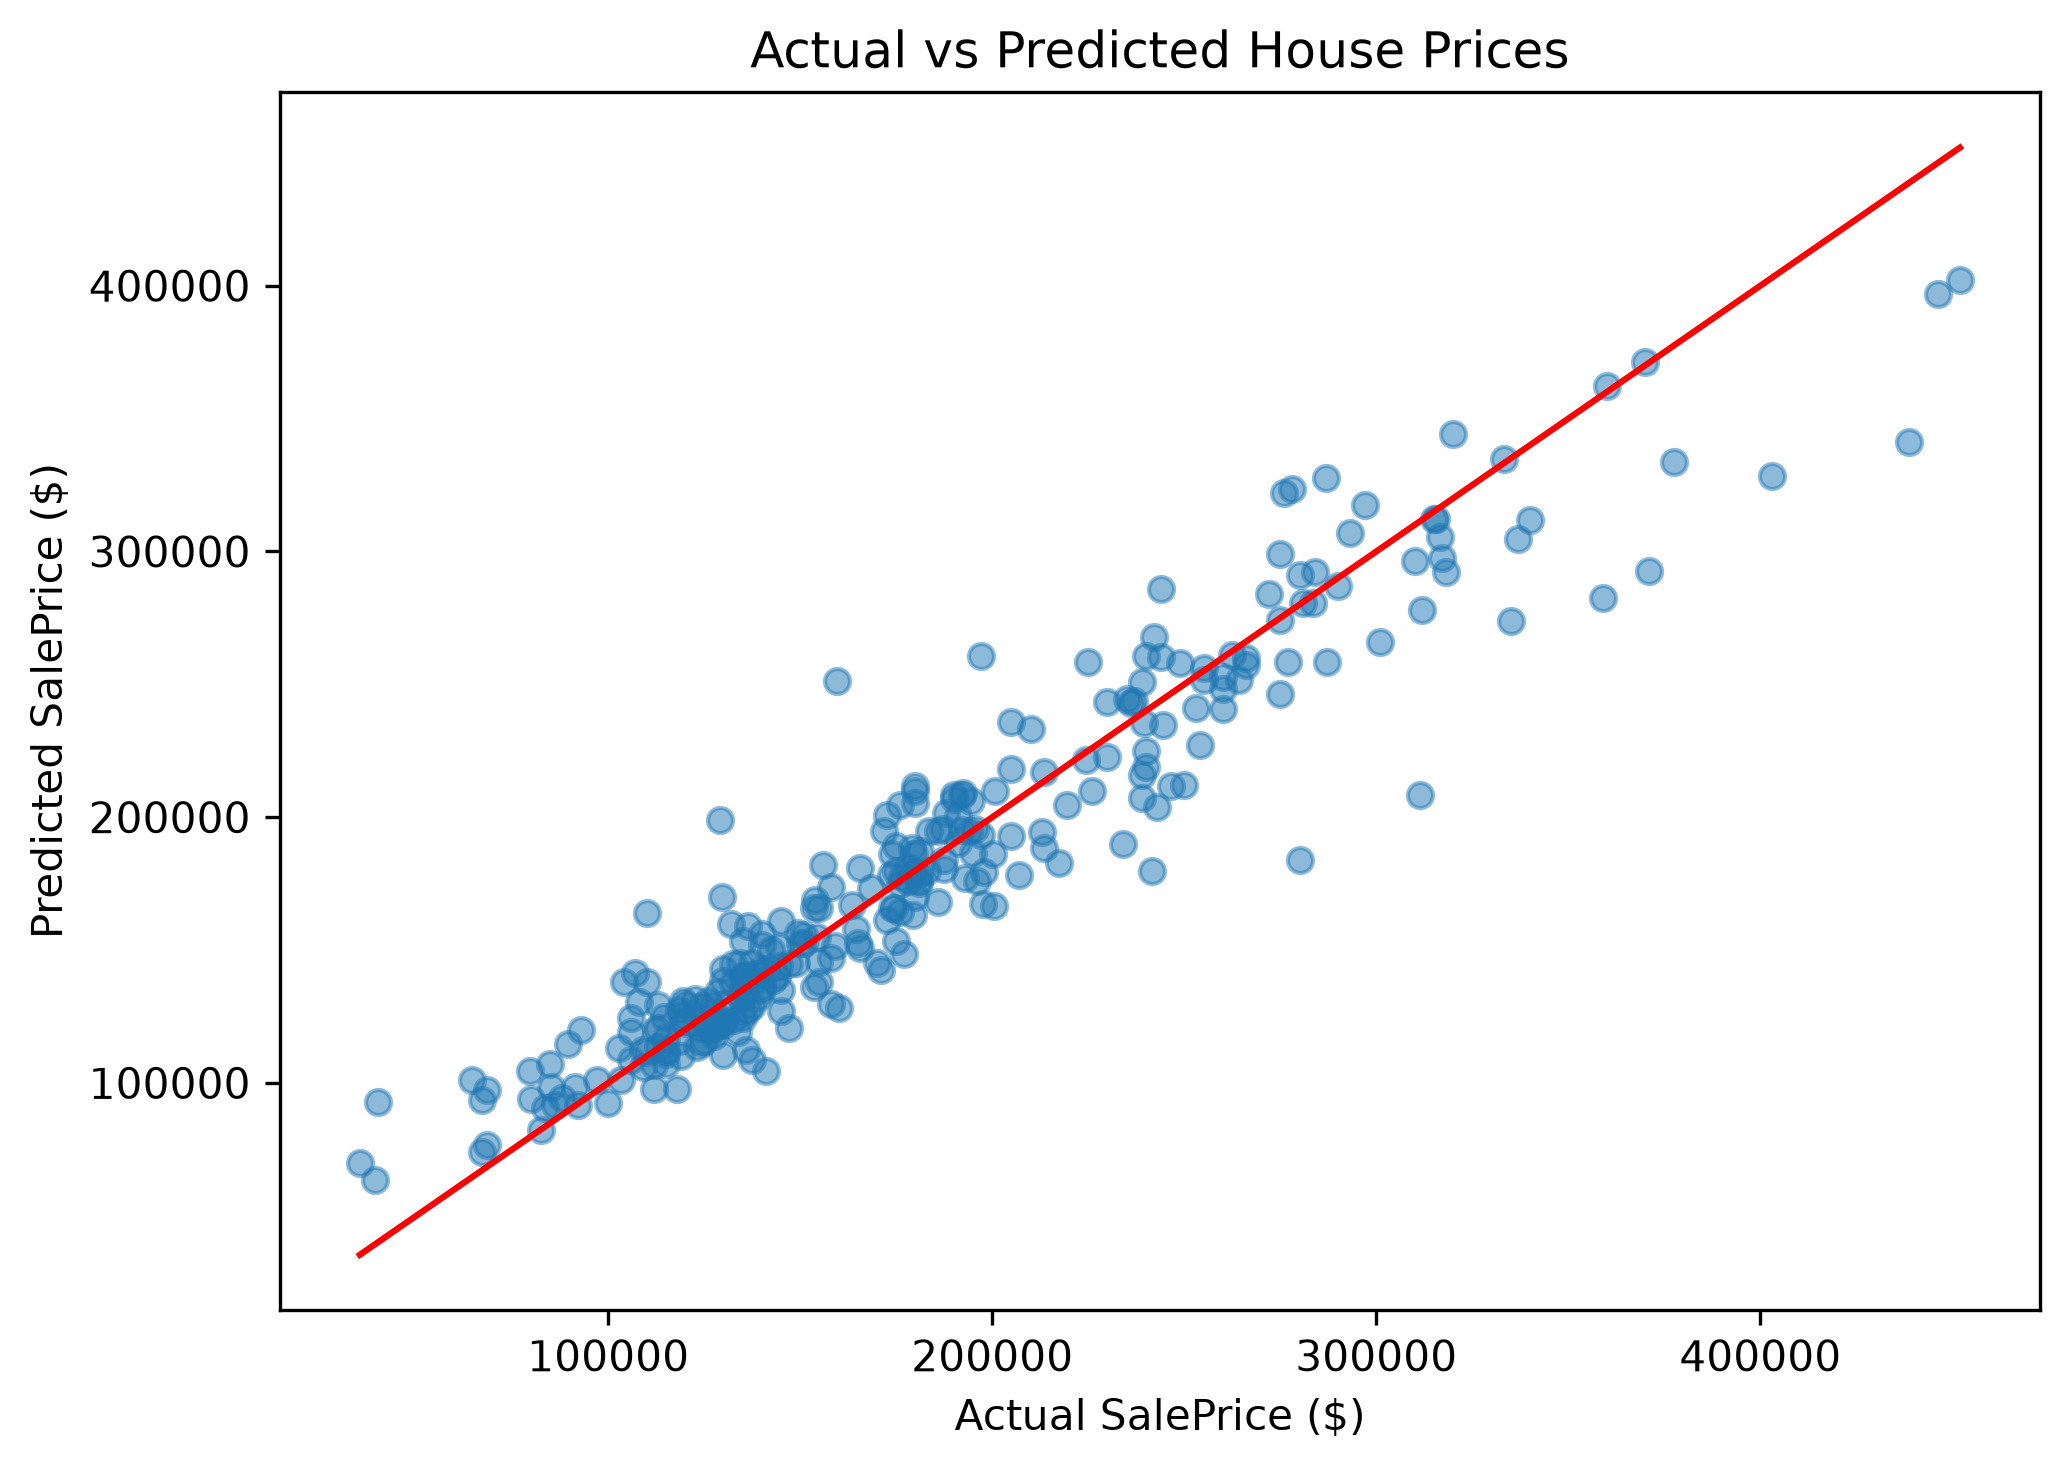 Actual vs Predicted House Prices
Predicted SalePrice ($)
400000
300000
200000
100000
100000 200000 300000 400000
Actual SalePrice ($)